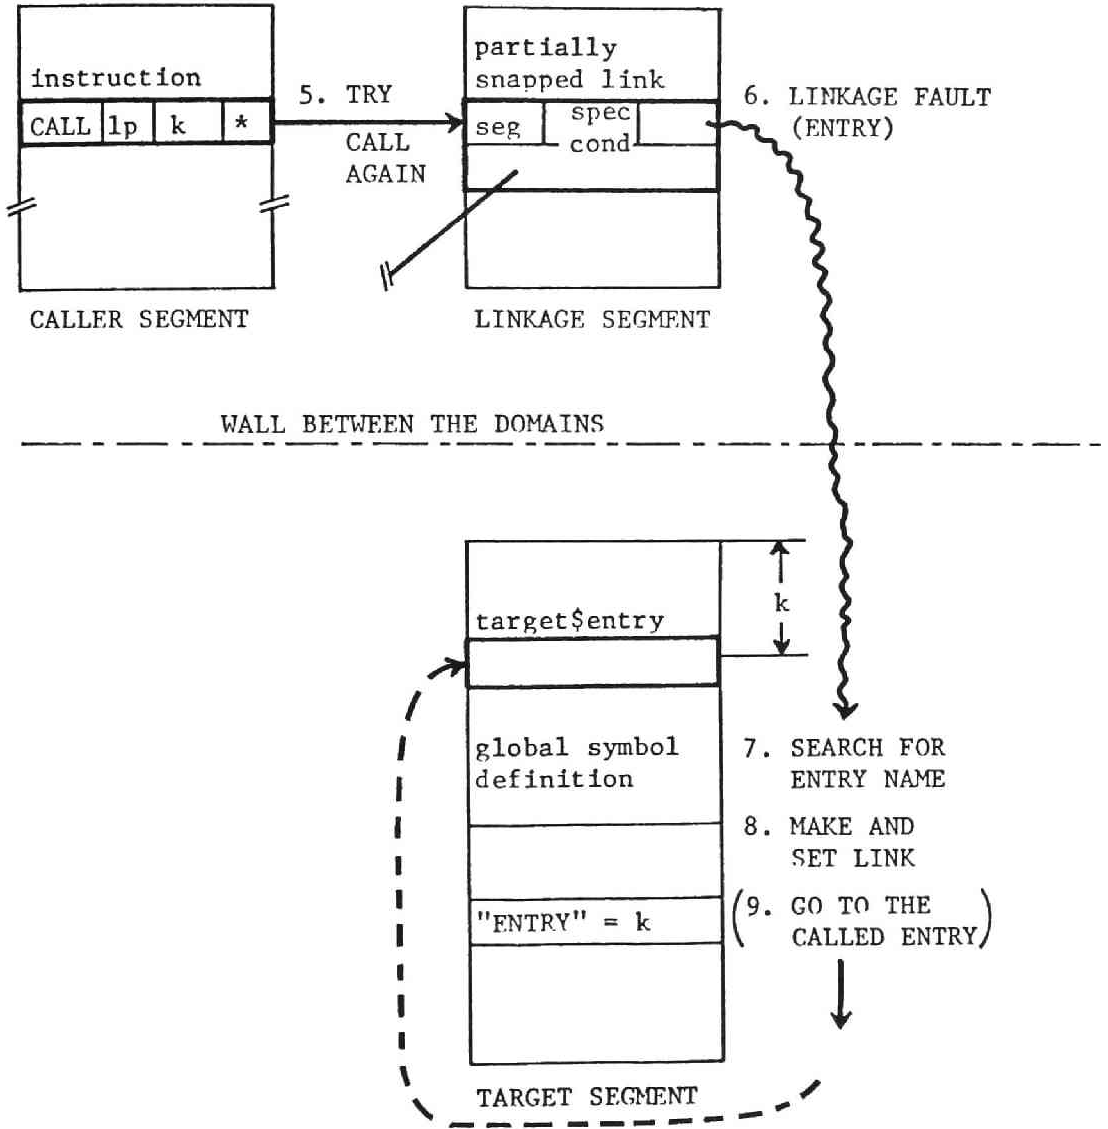 instruction
CALL lp k *
5. TRY
CALL
AGAIN
partially
snapped link
seg spec
cond
6. LINKAGE FAULT
(ENTRY)
CALLER SEGMENT
LINKAGE SEGMENT
WALL BETWEEN THE DOMAINS
k
target$entry
global symbol
definition
7. SEARCH FOR
ENTRY NAME
8. MAKE AND
SET LINK
"ENTRY" = k
(9. GO TO THE
CALLED ENTRY)
TARGET SEGMENT